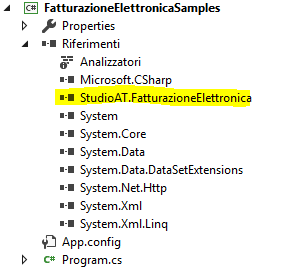 FatturazioneElettronicaSamples
Properties
Riferimenti
Analizzatori
Microsoft.CSharp
StudioAT.FatturazioneElettronica
System
System.Core
System.Data
System.Data.DataSetExtensions
System.Net.Http
System.Xml
System.Xml.Linq
App.config
C# Program.cs